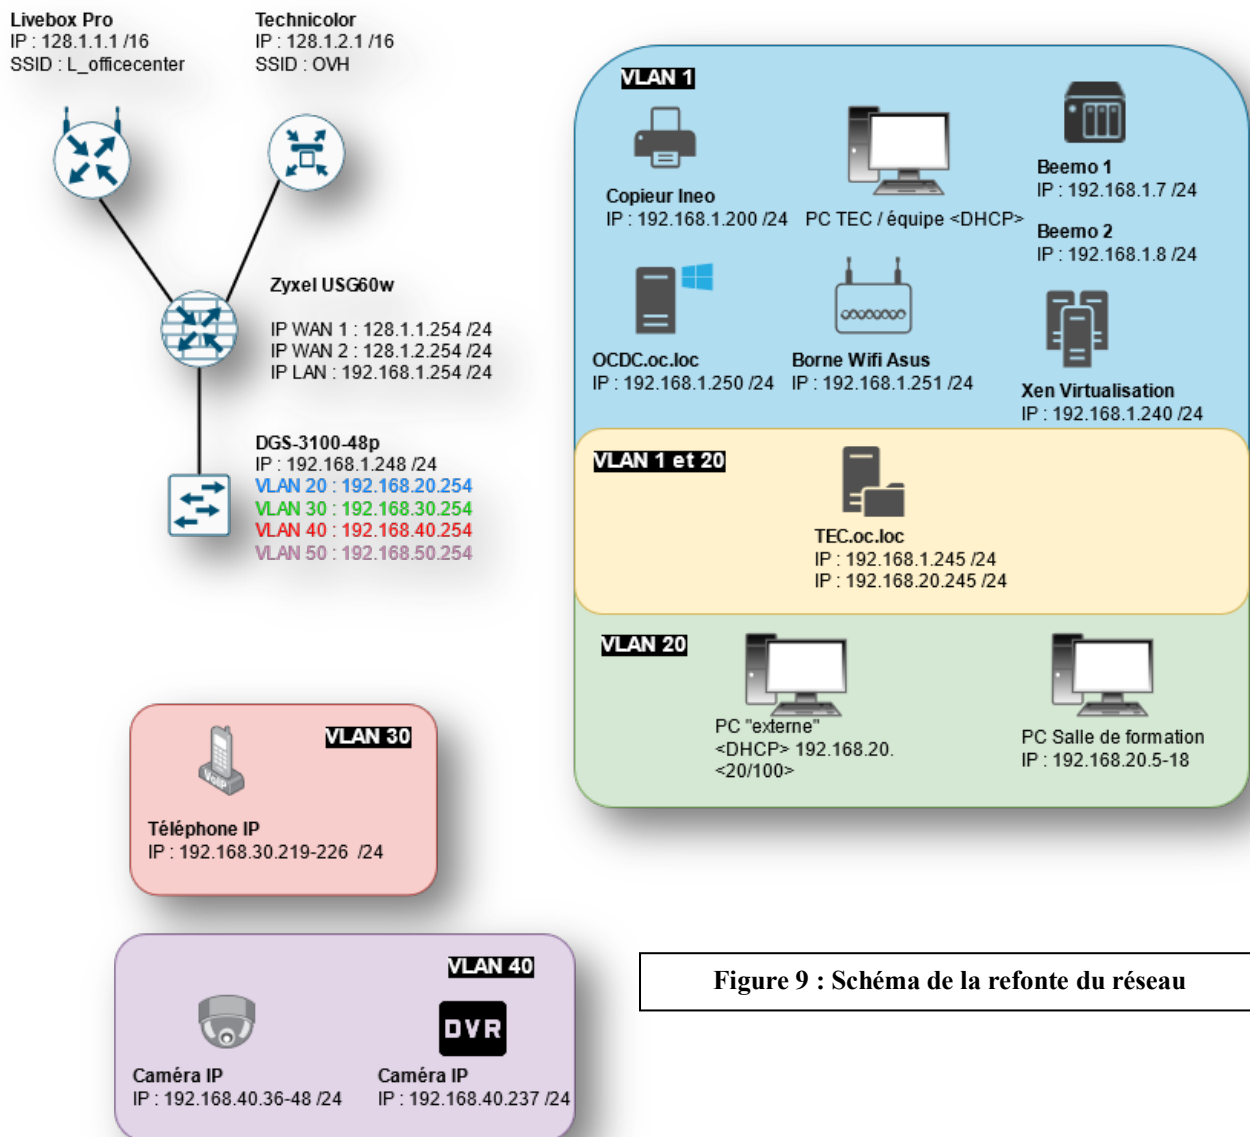 Livebox Pro
IP : 128.1.1.1 /16
SSID : L_officecenter
Technicolor
IP : 128.1.2.1 /16
SSID : OVH
Zyxel USG60w
IP WAN 1 : 128.1.1.254 /24
IP WAN 2 : 128.1.2.254 /24
IP LAN : 192.168.1.254 /24
DGS-3100-48p
IP : 192.168.1.248 /24
VLAN 20 : 192.168.20.254
VLAN 30 : 192.168.30.254
VLAN 40 : 192.168.40.254
VLAN 50 : 192.168.50.254
VLAN 1
Copieur Ineo
IP : 192.168.1.200 /24
PC TEC / équipe <DHCP>
Beemo 1
IP : 192.168.1.7 /24
Beemo 2
IP : 192.168.1.8 /24
OCDC.oc.loc
IP : 192.168.1.250 /24
Borne Wifi Asus
IP : 192.168.1.251 /24
Xen Virtualisation
IP : 192.168.1.240 /24
VLAN 1 et 20
TEC.oc.loc
IP : 192.168.1.245 /24
IP : 192.168.20.245 /24
VLAN 20
PC "externe"
<DHCP> 192.168.20.
<20/100>
PC Salle de formation
IP : 192.168.20.5-18
VLAN 30
VoIP
Téléphone IP
IP : 192.168.30.219-226 /24
VLAN 40
DVR
Caméra IP
IP : 192.168.40.36-48 /24
Caméra IP
IP : 192.168.40.237 /24
Figure 9 : Schéma de la refonte du réseau